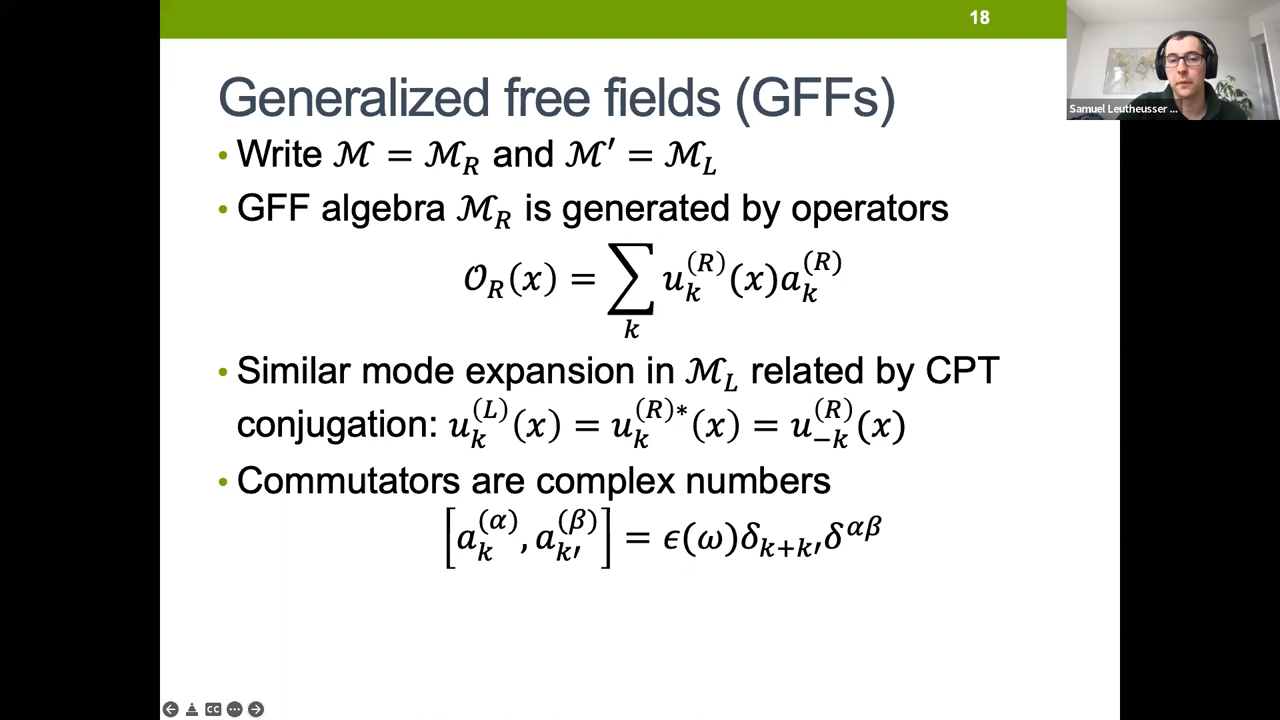 18
Samuel Leutheusser ...
Generalized free fields (GFFs)
• Write ℳ = ℳ_R and ℳ′ = ℳ_L
• GFF algebra ℳ_R is generated by operators
𝒪_R(x) = ∑_k u_k^(R)(x)a_k^(R)
• Similar mode expansion in ℳ_L related by CPT
conjugation: u_k^(L)(x) = u_k^(R)*(x) = u_{-k}^(R)(x)
• Commutators are complex numbers
[a_k^(α), a_{k′}^(β)] = ϵ(ω)δ_{k+k′}δ^{αβ}
CC